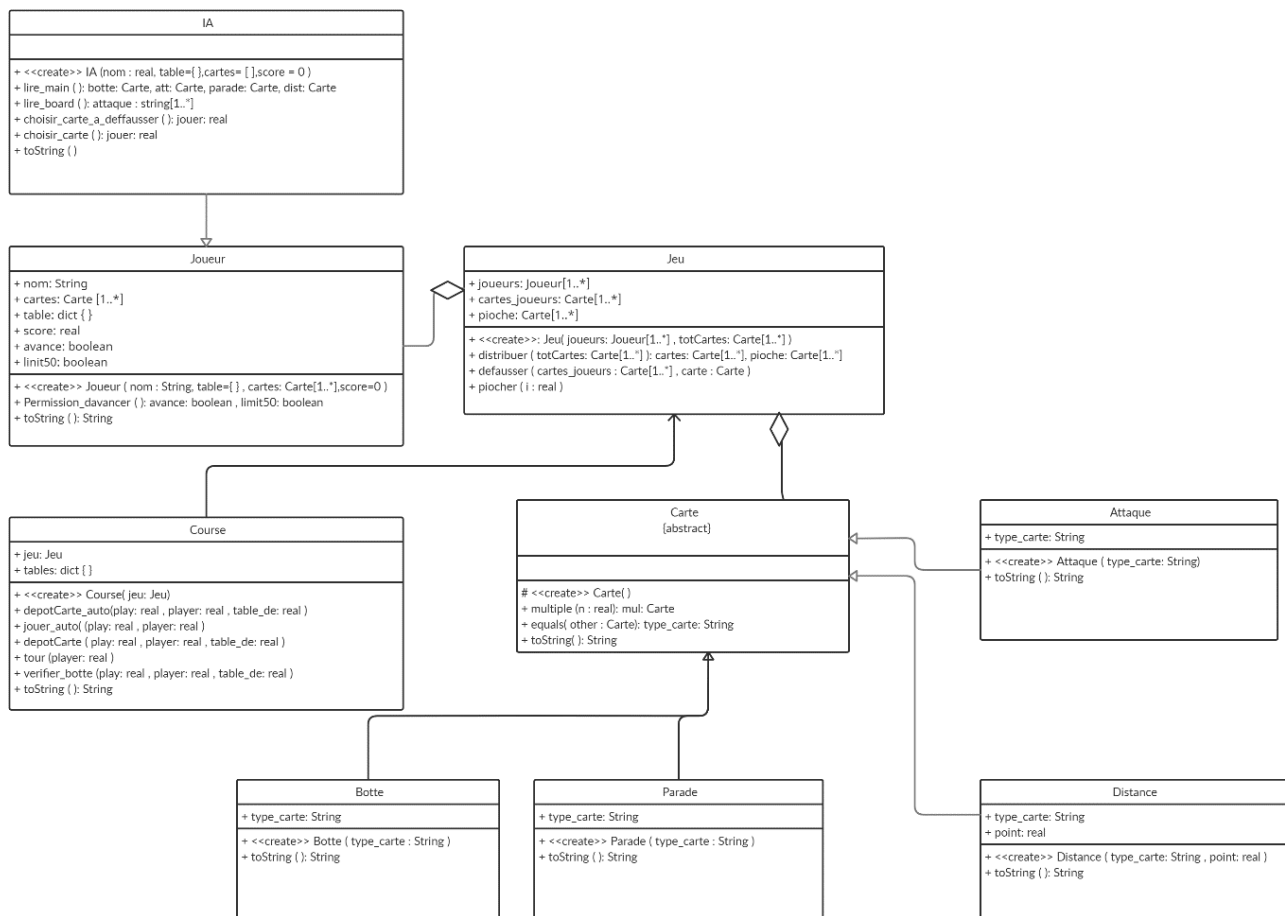 IA
+ <<create>> IA (nom : real, table={ },cartes= [ ],score = 0 )
+ lire_main ( ): botte: Carte, att: Carte, parade: Carte, dist: Carte
+ lire_board ( ): attaque : string[1..*]
+ choisir_carte_a_deffausser ( ): jouer: real
+ choisir_carte ( ): jouer: real
+ toString ( )
Joueur
+ nom: String
+ cartes: Carte [1..*]
+ table: dict { }
+ score: real
+ avance: boolean
+ linit50: boolean
+ <<create>> Joueur ( nom : String, table={ } , cartes: Carte[1..*],score=0 )
+ Permission_davancer ( ): avance: boolean , limit50: boolean
+ toString ( ): String
Jeu
+ joueurs: Joueur[1..*]
+ cartes_joueurs: Carte[1..*]
+ pioche: Carte[1..*]
+ <<create>>: Jeu( joueurs: Joueur[1..*] , totCartes: Carte[1..*] )
+ distribuer ( totCartes: Carte[1..*] ): cartes: Carte[1..*], pioche: Carte[1..*]
+ defausser ( cartes_joueurs : Carte[1..*] , carte : Carte )
+ piocher ( i : real )
Course
+ jeu: Jeu
+ tables: dict { }
+ <<create>> Course( jeu: Jeu)
+ depotCarte_auto(play: real , player: real , table_de: real )
+ jouer_auto( (play: real , player: real )
+ depotCarte ( play: real , player: real , table_de: real )
+ tour (player: real )
+ verifier_botte (play: real , player: real , table_de: real )
+ toString ( ): String
Carte
{abstract}
# <<create>> Carte( )
+ multiple (n : real): mul: Carte
+ equals( other : Carte): type_carte: String
+ toString( ): String
Attaque
+ type_carte: String
+ <<create>> Attaque ( type_carte: String)
+ toString ( ): String
Botte
+ type_carte: String
+ <<create>> Botte ( type_carte : String )
+ toString ( ): String
Parade
+ type_carte: String
+ <<create>> Parade ( type_carte : String )
+ toString ( ): String
Distance
+ type_carte: String
+ point: real
+ <<create>> Distance ( type_carte: String , point: real )
+ toString ( ): String